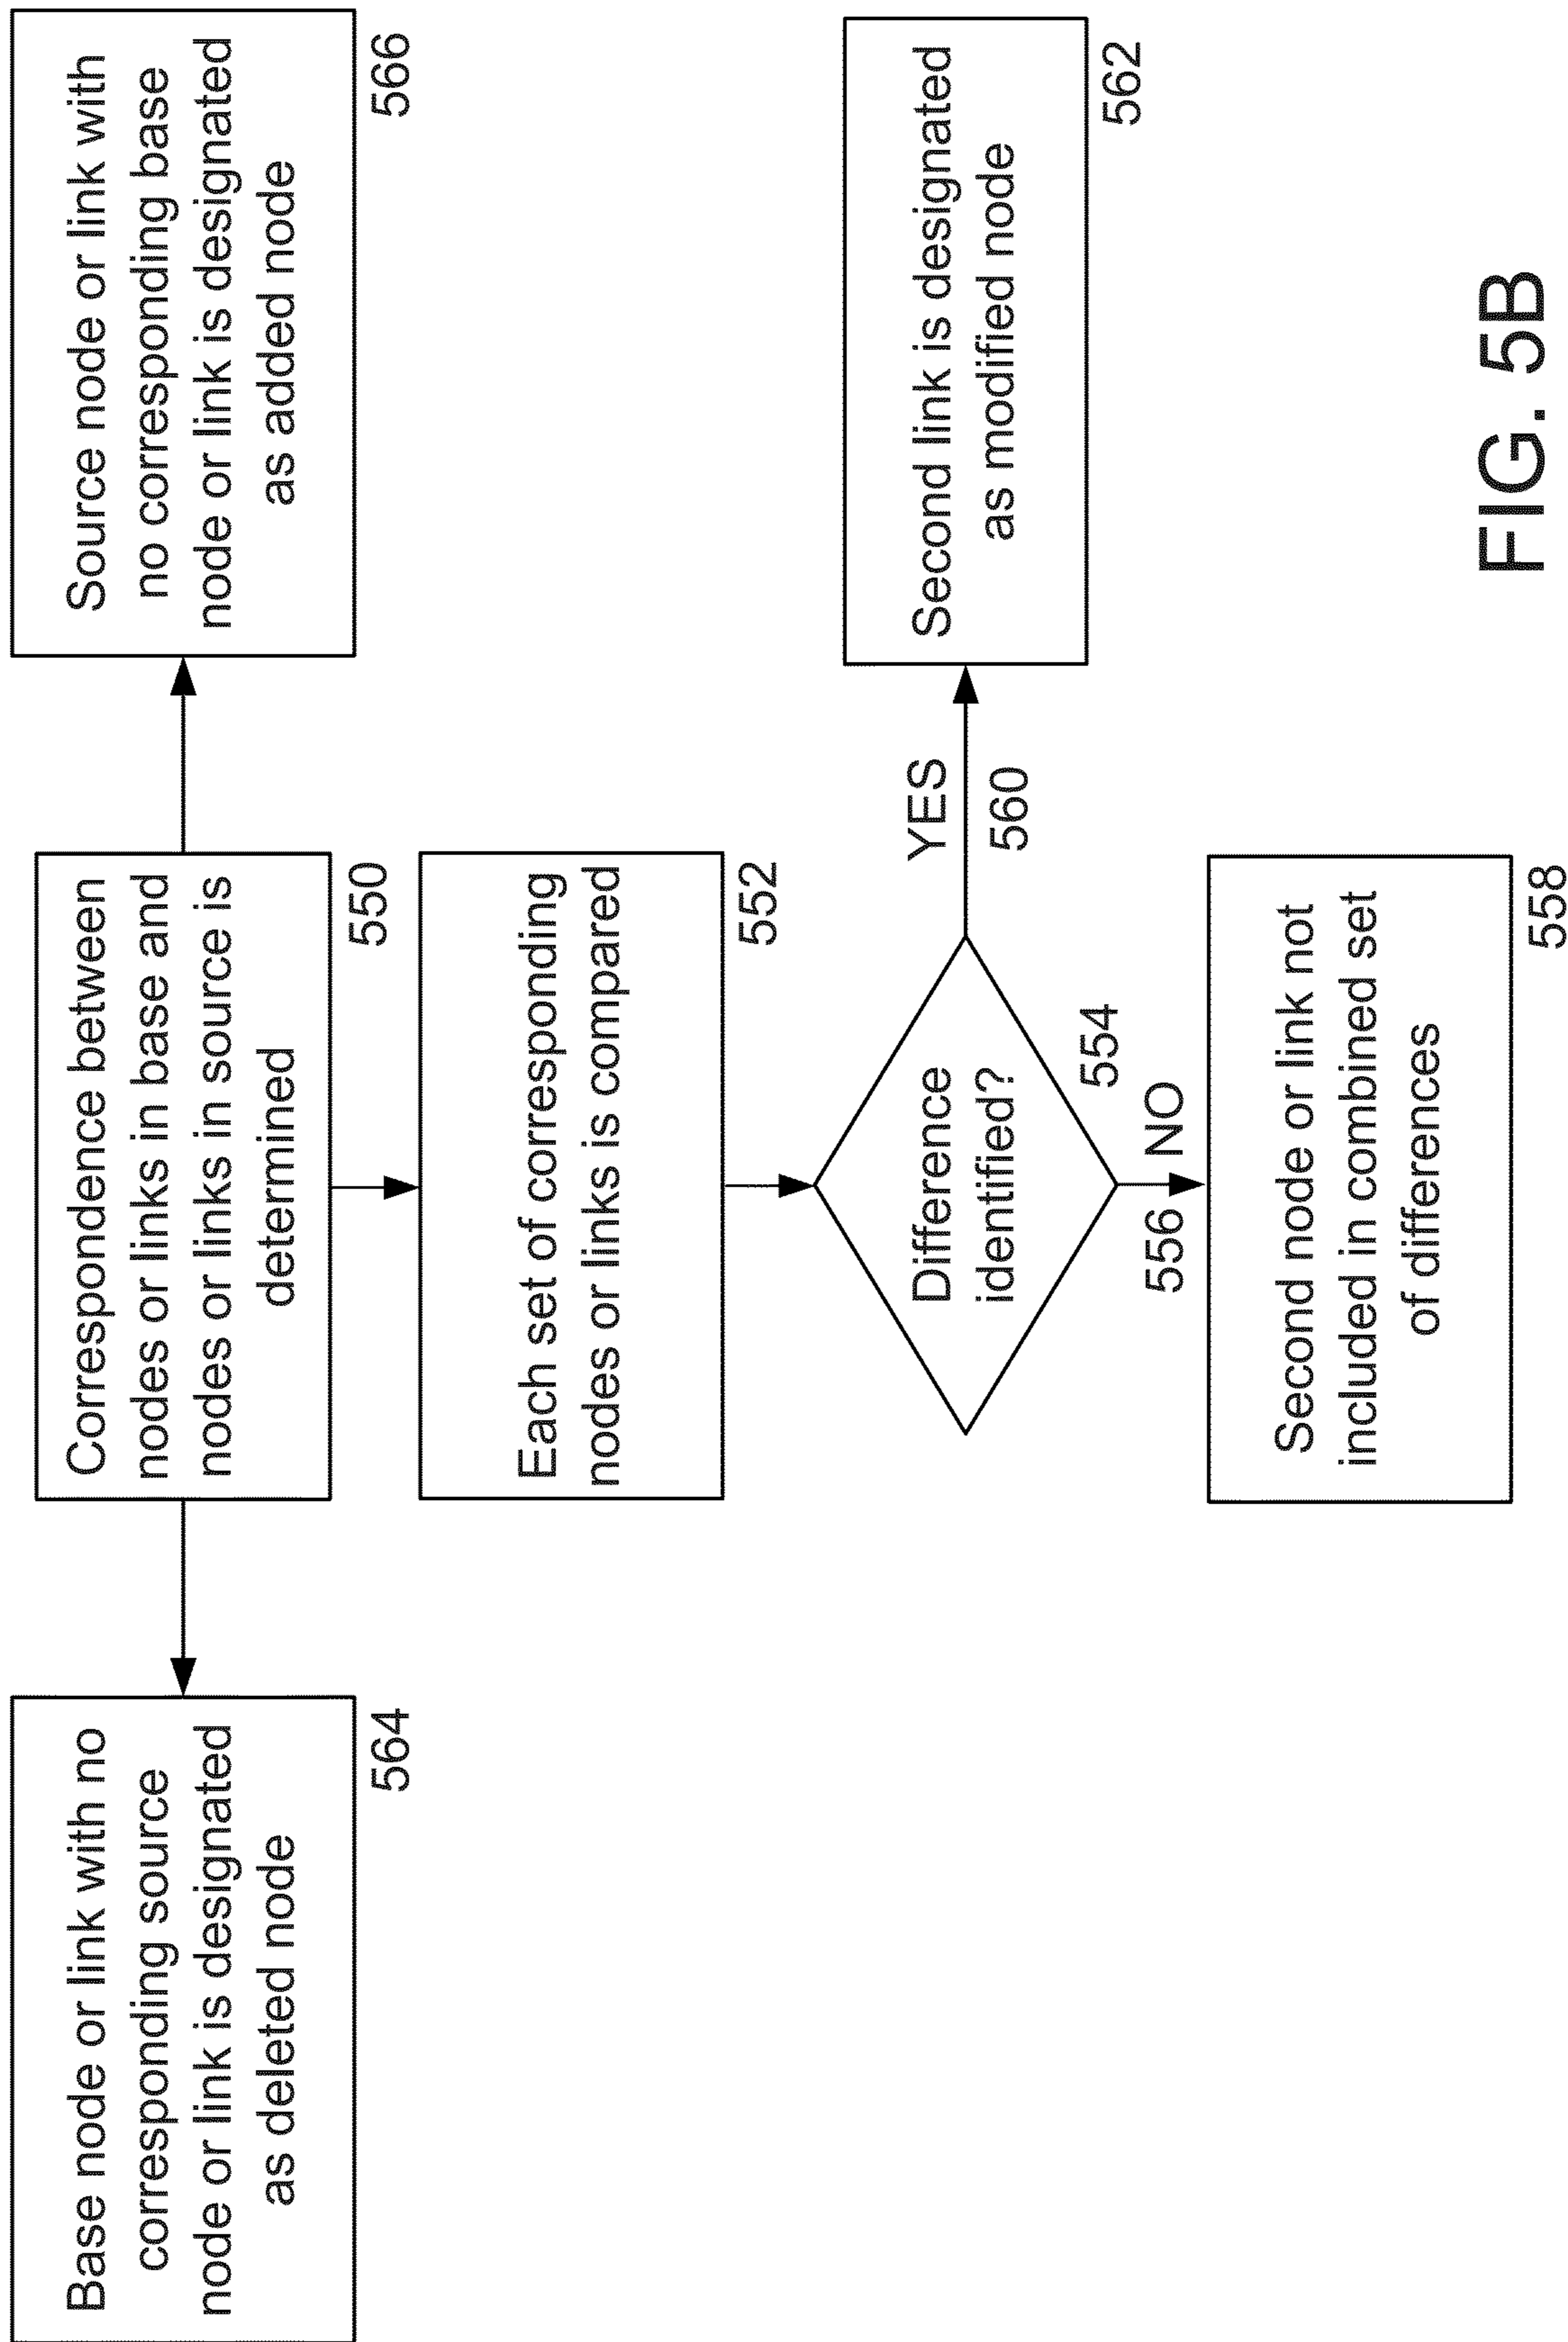 Base node or link with no
corresponding source
node or link is designated
as deleted node
564
Correspondence between
nodes or links in base and
nodes or links in source is
determined
550
Source node or link with
no corresponding base
node or link is designated
as added node
566
Each set of corresponding
nodes or links is compared
552
Difference
identified?
554
YES
560
Second link is designated
as modified node
562
556 NO
Second node or link not
included in combined set
of differences
558
FIG. 5B